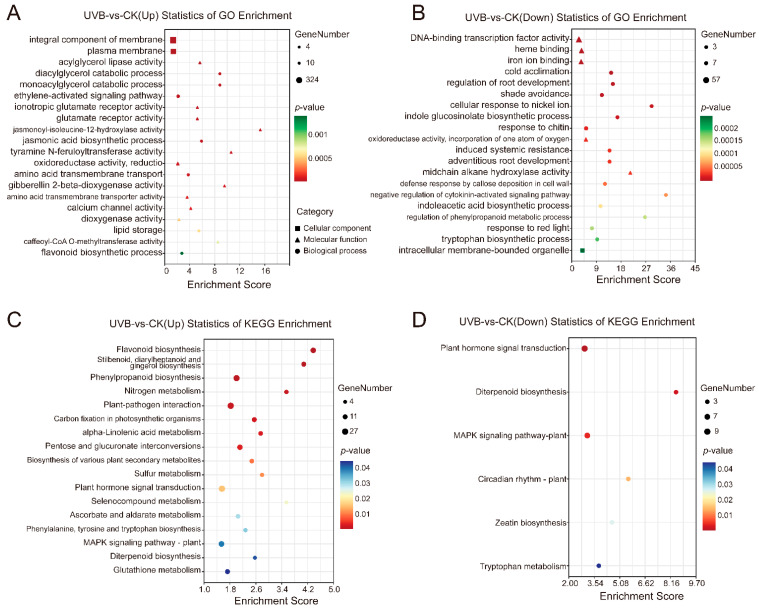 A
UVB-vs-CK(Up) Statistics of GO Enrichment
integral component of membrane
plasma membrane
acylglycerol lipase activity
diacylglycerol catabolic process
monoacylglycerol catabolic process
ethylene-activated signaling pathway
ionotropic glutamate receptor activity
glutamate receptor activity
jasmonoyl-isoleucine-12-hydroxylase activity
jasmonic acid biosynthetic process
tyramine N-feruloyltransferase activity
oxidoreductase activity, reductio
amino acid transmembrane transport
gibberellin 2-beta-dioxygenase activity
amino acid transmembrane transporter activity
calcium channel activity
dioxygenase activity
lipid storage
caffeoyl-CoA O-methyltransferase activity
flavonoid biosynthetic process
0 4 8 12 16
Enrichment Score
GeneNumber
4
10
324
p-value
0.001
0.0005
Category
Cellular component
Molecular function
Biological process
B
UVB-vs-CK(Down) Statistics of GO Enrichment
DNA-binding transcription factor activity
heme binding
iron ion binding
cold acclimation
regulation of root development
shade avoidance
cellular response to nickel ion
indole glucosinolate biosynthetic process
response to chitin
oxidoreductase activity, incorporation of one atom of oxygen
induced systemic resistance
adventitious root development
midchain alkane hydroxylase activity
defense response by callose deposition in cell wall
negative regulation of cytokinin-activated signaling pathway
indoleacetic acid biosynthetic process
regulation of phenylpropanoid metabolic process
response to red light
tryptophan biosynthetic process
intracellular membrane-bounded organelle
0 9 18 27 36 45
Enrichment Score
GeneNumber
3
7
57
p-value
0.0002
0.00015
0.0001
0.00005
C
UVB-vs-CK(Up) Statistics of KEGG Enrichment
Flavonoid biosynthesis
Stilbenoid, diarylheptanoid and
gingerol biosynthesis
Phenylpropanoid biosynthesis
Nitrogen metabolism
Plant-pathogen interaction
Carbon fixation in photosynthetic organisms
alpha-Linolenic acid metabolism
Pentose and glucuronate interconversions
Biosynthesis of various plant secondary metabolites
Sulfur metabolism
Plant hormone signal transduction
Selenocompound metabolism
Ascorbate and aldarate metabolism
Phenylalanine, tyrosine and tryptophan biosynthesis
MAPK signaling pathway - plant
Diterpenoid biosynthesis
Glutathione metabolism
1.0 1.8 2.6 3.4 4.2 5.0
Enrichment Score
GeneNumber
4
11
27
p-value
0.04
0.03
0.02
0.01
D
UVB-vs-CK(Down) Statistics of KEGG Enrichment
Plant hormone signal transduction
Diterpenoid biosynthesis
MAPK signaling pathway-plant
Circadian rhythm - plant
Zeatin biosynthesis
Tryptophan metabolism
2.00 3.54 5.08 6.62 8.16 9.70
Enrichment Score
GeneNumber
3
7
9
p-value
0.04
0.03
0.02
0.01